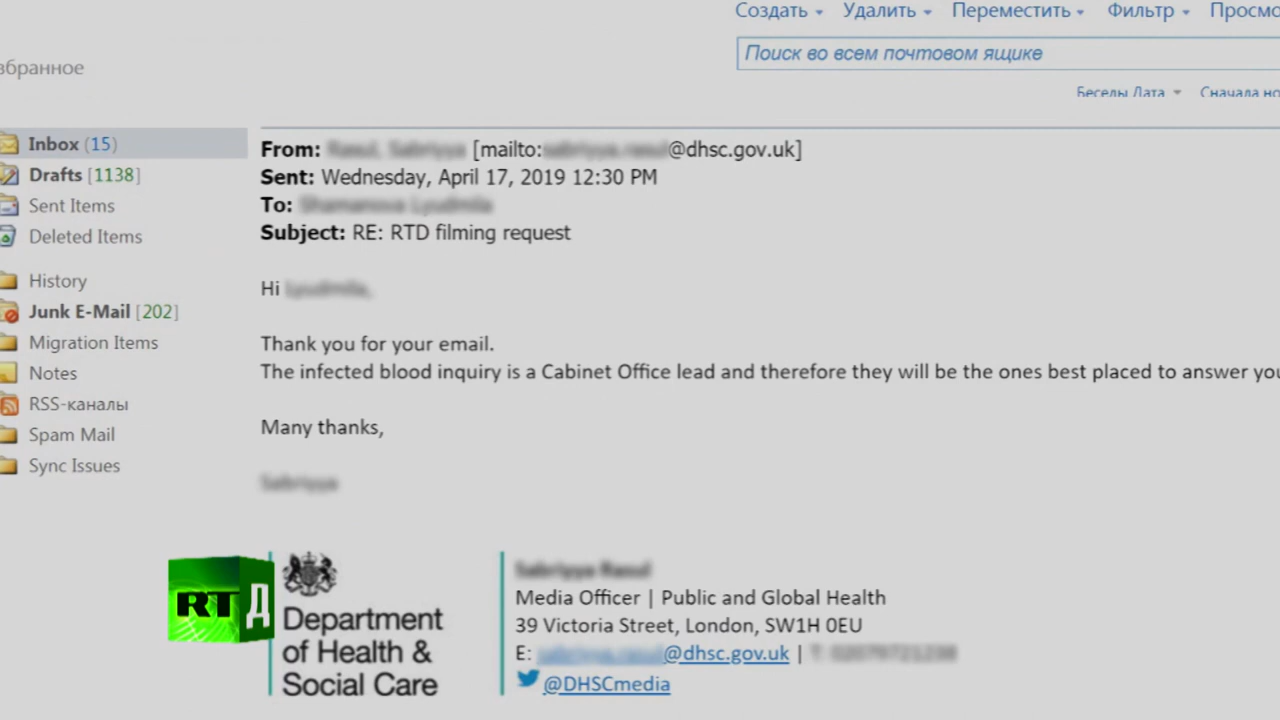 Создать Удалить Переместить Фильтр Просмо
Поиск во всем почтовом ящике
збранное
Беседы Дата Сначала но
Inbox (15)
Drafts [1138]
Sent Items
Deleted Items
History
Junk E-Mail [202]
Migration Items
Notes
RSS-каналы
Spam Mail
Sync Issues
From: [mailto: @dhsc.gov.uk]
Sent: Wednesday, April 17, 2019 12:30 PM
To:
Subject: RE: RTD filming request
Hi
Thank you for your email.
The infected blood inquiry is a Cabinet Office lead and therefore they will be the ones best placed to answer you
Many thanks,
RT Д
Department
of Health &
Social Care
Media Officer | Public and Global Health
39 Victoria Street, London, SW1H 0EU
E: @dhsc.gov.uk |
@DHSCmedia